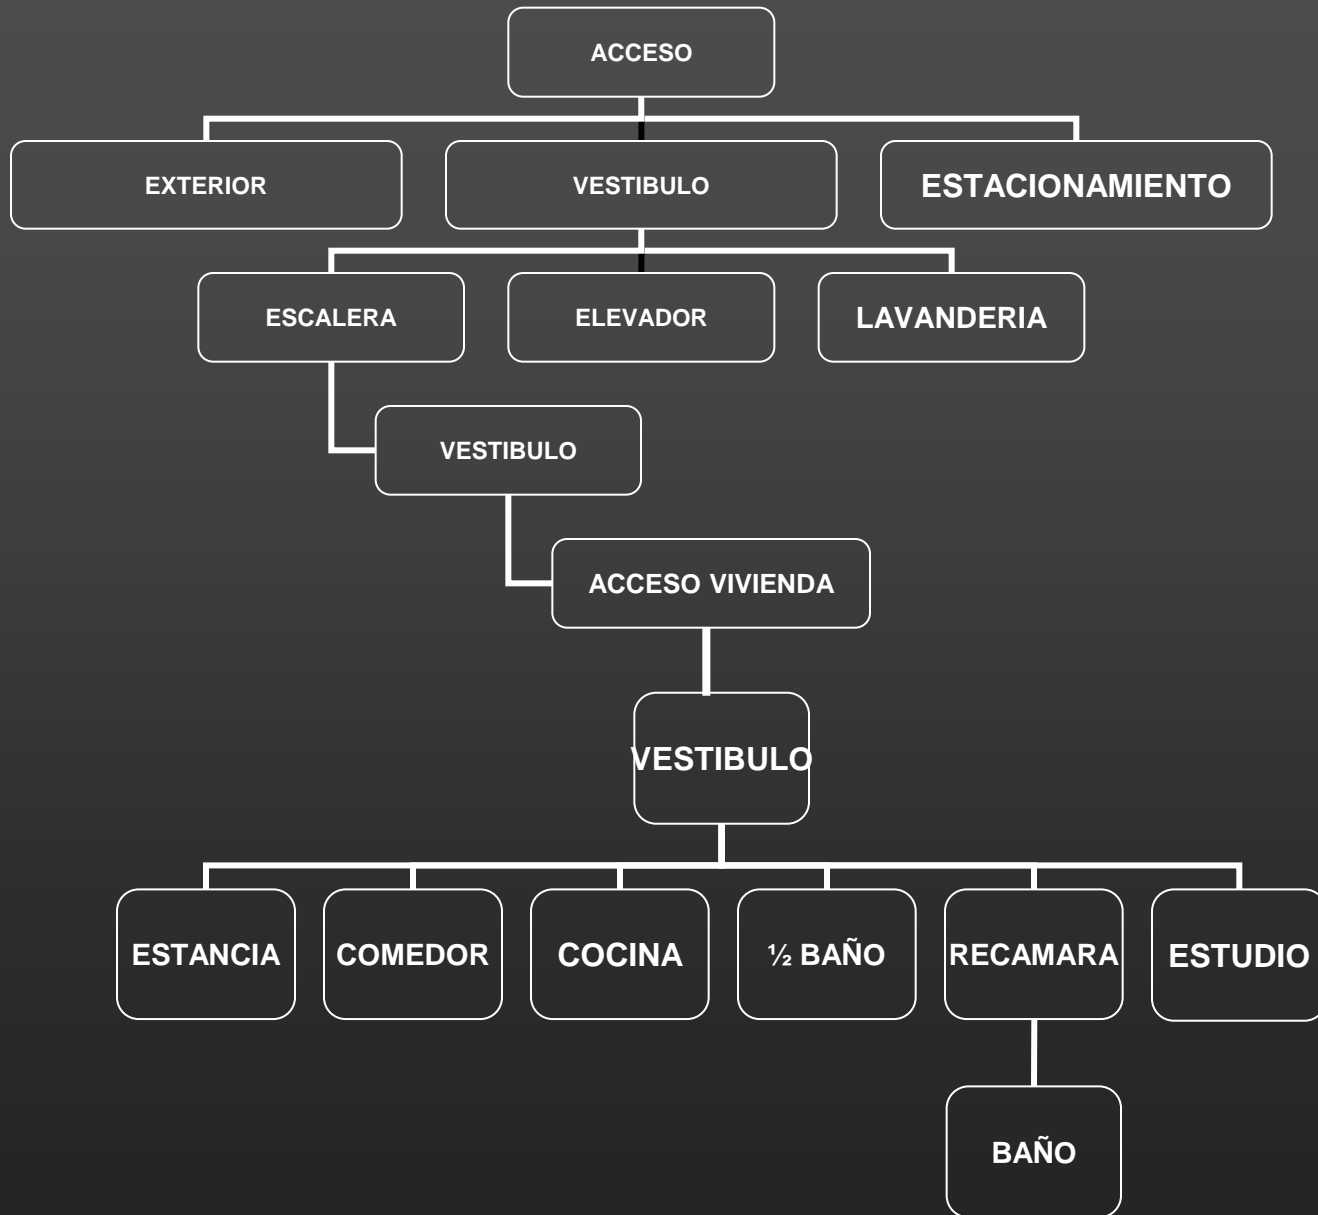 ACCESO
EXTERIOR
VESTIBULO
ESTACIONAMIENTO
ESCALERA
ELEVADOR
LAVANDERIA
VESTIBULO
ACCESO VIVIENDA
VESTIBULO
ESTANCIA
COMEDOR
COCINA
½ BAÑO
RECAMARA
ESTUDIO
BAÑO